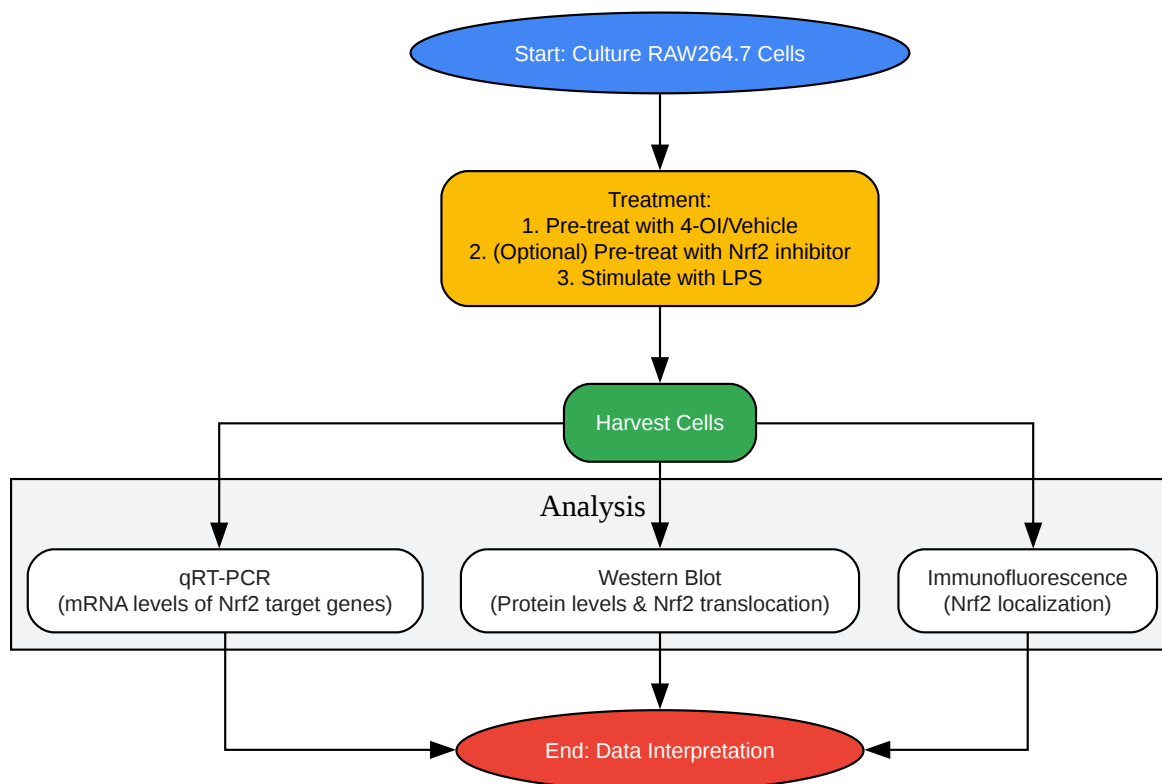 Start: Culture RAW264.7 Cells
Treatment:
1. Pre-treat with 4-OI/Vehicle
2. (Optional) Pre-treat with Nrf2 inhibitor
3. Stimulate with LPS
Harvest Cells
Analysis
qRT-PCR
(mRNA levels of Nrf2 target genes)
Western Blot
(Protein levels & Nrf2 translocation)
Immunofluorescence
(Nrf2 localization)
End: Data Interpretation